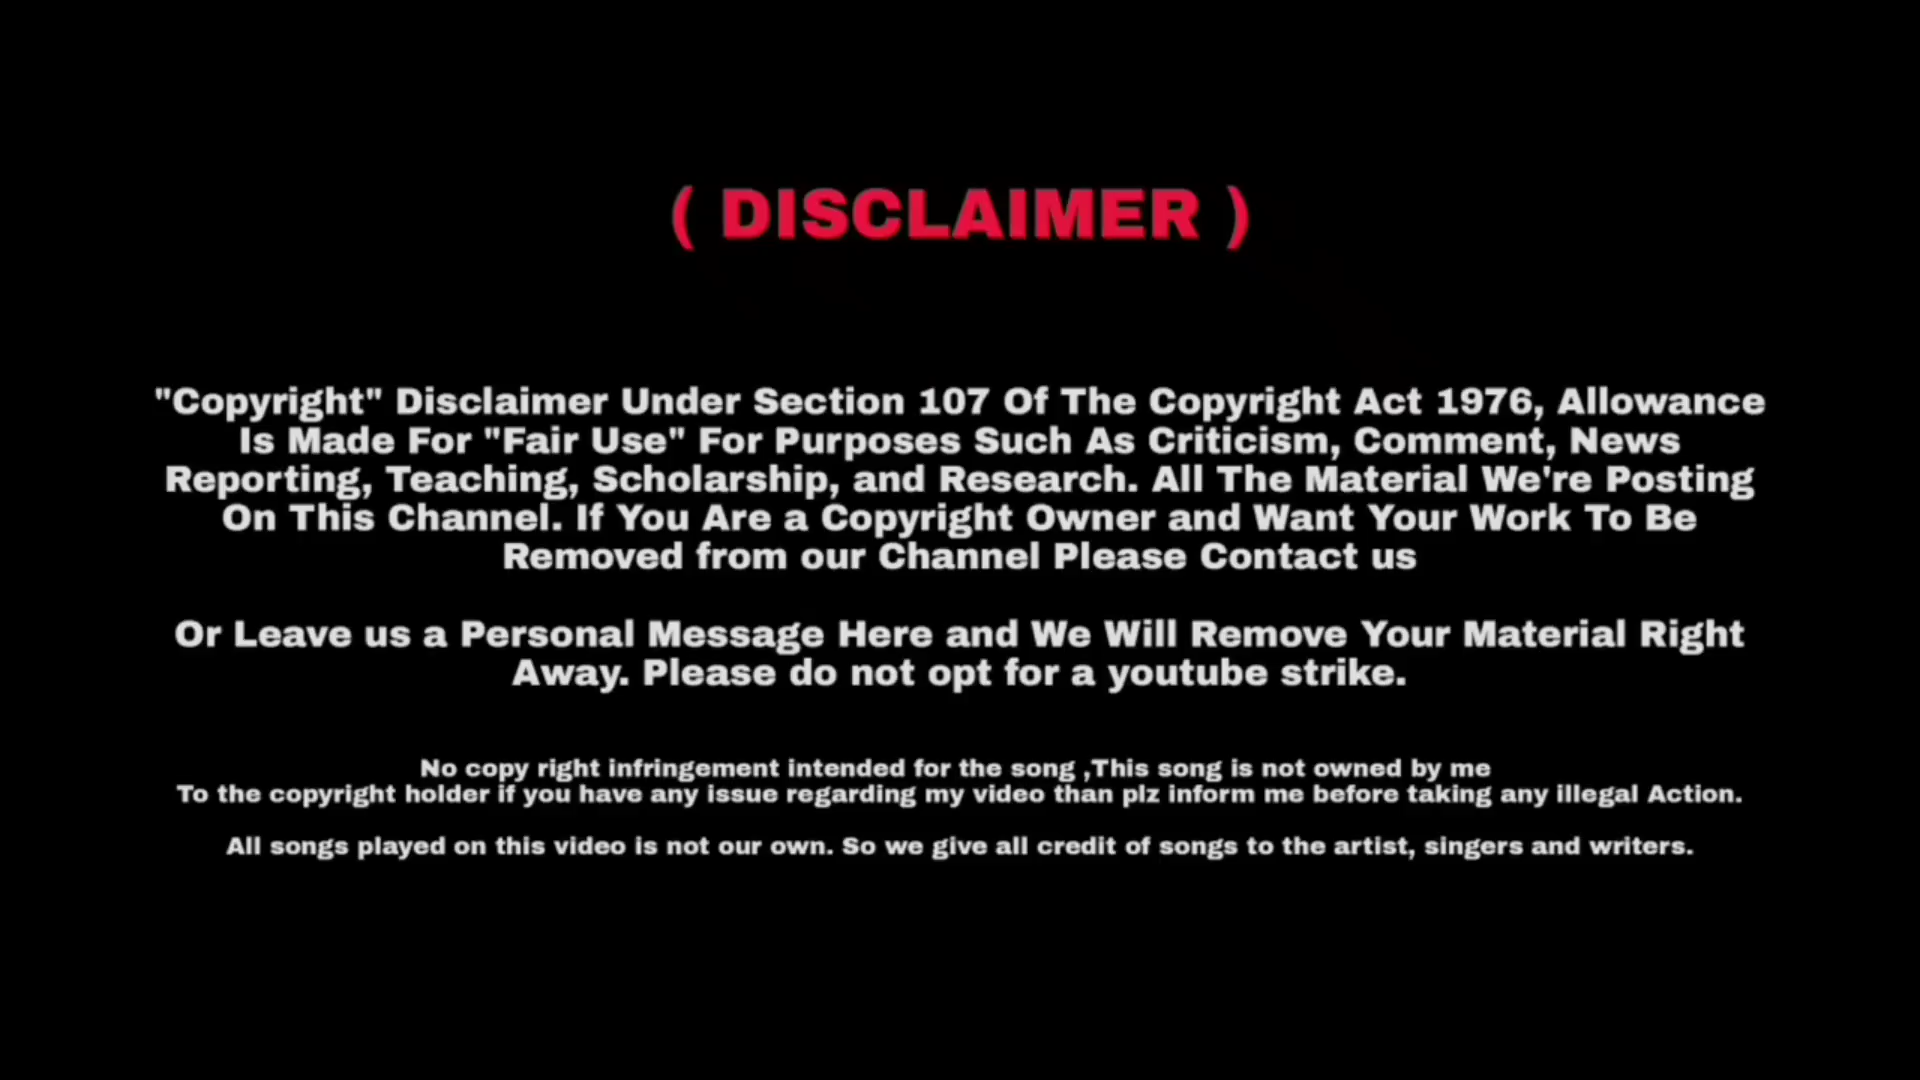 ( DISCLAIMER )
"Copyright" Disclaimer Under Section 107 Of The Copyright Act 1976, Allowance
Is Made For "Fair Use" For Purposes Such As Criticism, Comment, News
Reporting, Teaching, Scholarship, and Research. All The Material We're Posting
On This Channel. If You Are a Copyright Owner and Want Your Work To Be
Removed from our Channel Please Contact us
Or Leave us a Personal Message Here and We Will Remove Your Material Right
Away. Please do not opt for a youtube strike.
No copy right infringement intended for the song ,This song is not owned by me
To the copyright holder if you have any issue regarding my video than plz inform me before taking any illegal Action.
All songs played on this video is not our own. So we give all credit of songs to the artist, singers and writers.